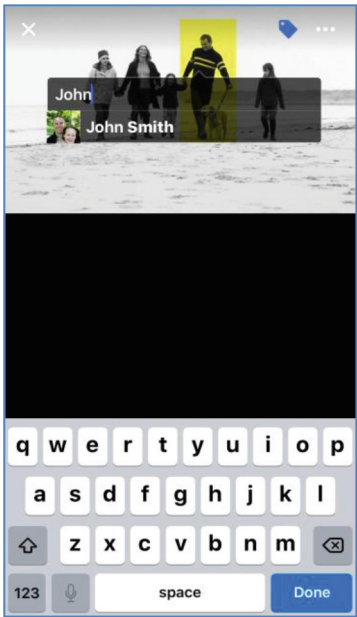 John
John Smith
q w e r t y u i o p
a s d f g h j k l
z x c v b n m
123 space Done